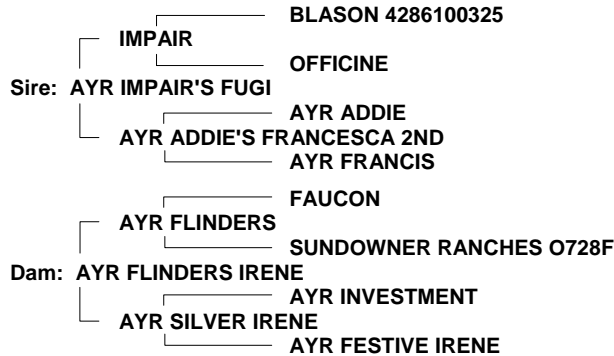 BLASON 4286100325
IMPAIR
OFFICINE
Sire: AYR IMPAIR'S FUGI
AYR ADDIE
AYR ADDIE'S FRANCESCA 2ND
AYR FRANCIS
FAUCON
AYR FLINDERS
SUNDOWNER RANCHES O728F
Dam: AYR FLINDERS IRENE
AYR INVESTMENT
AYR SILVER IRENE
AYR FESTIVE IRENE